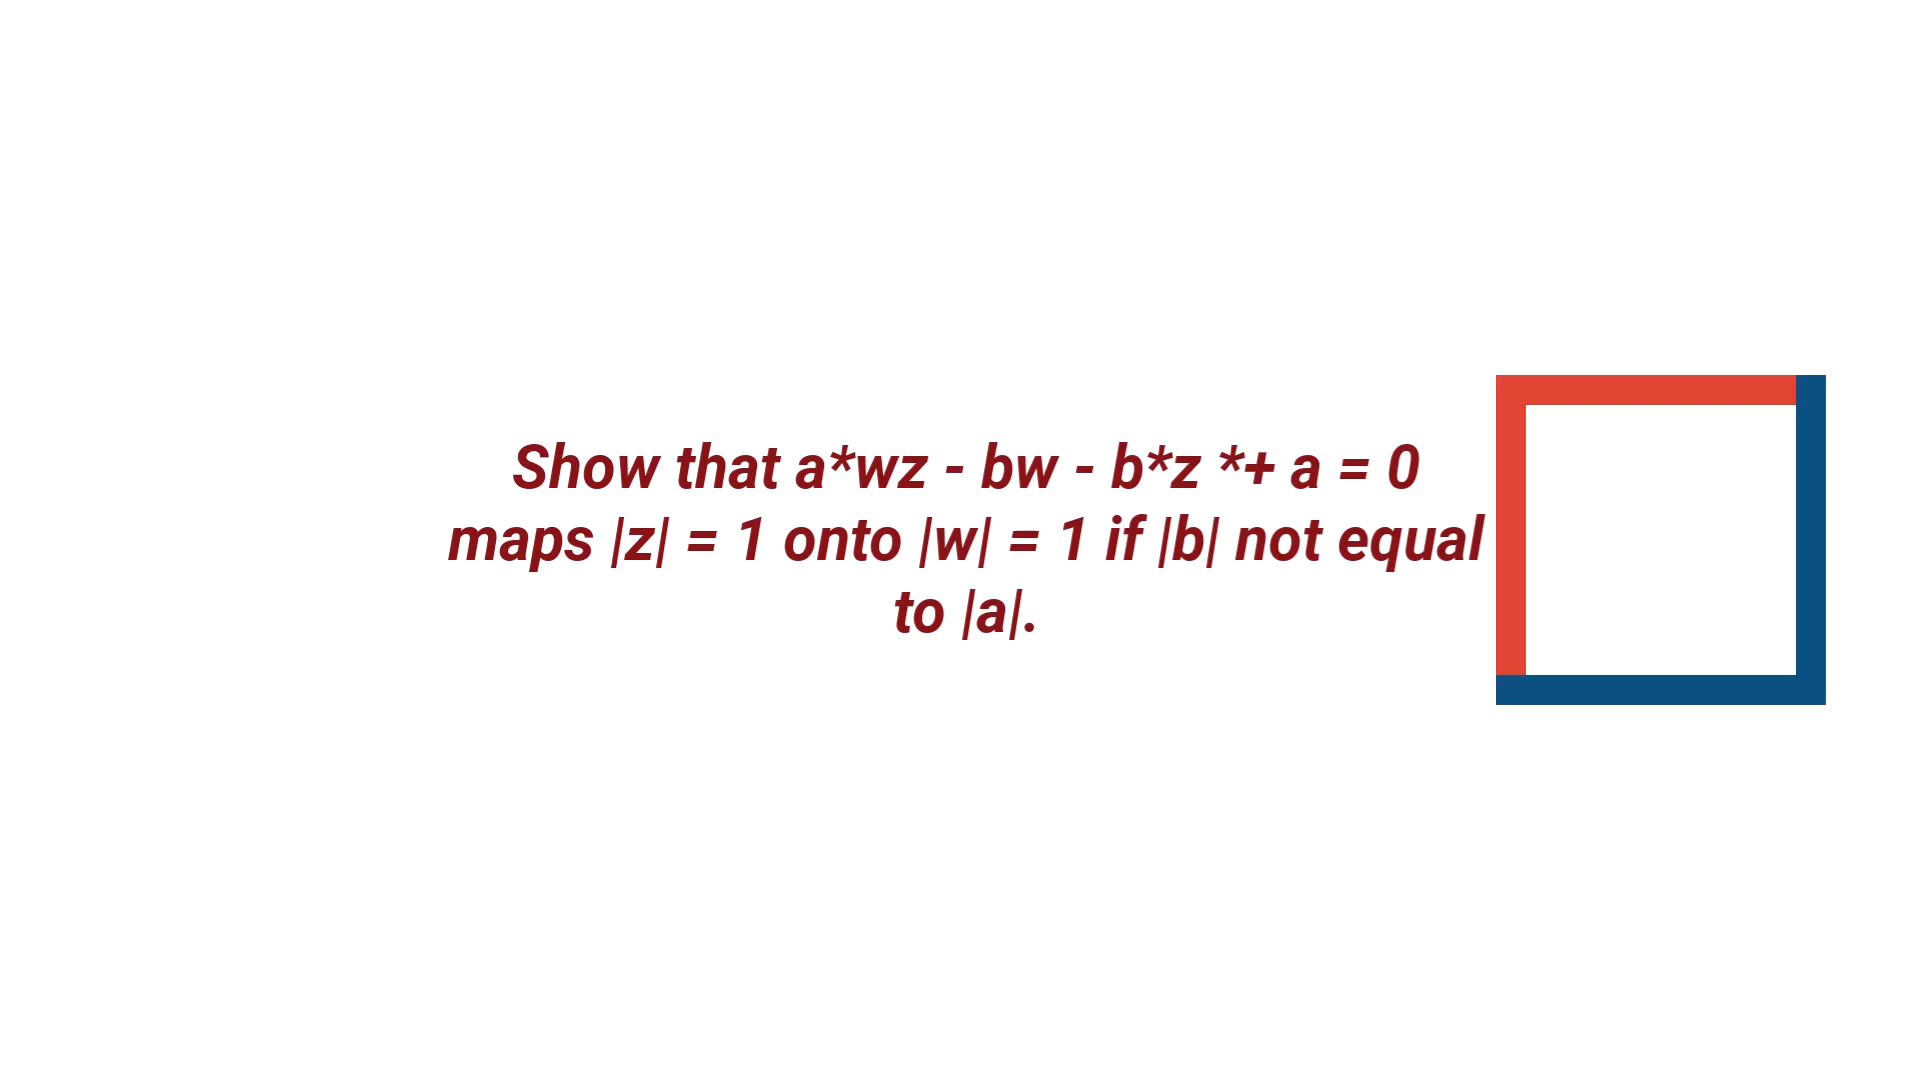 Show that a*wz - bw - b*z *+ a = 0
maps |z| = 1 onto |w| = 1 if |b| not equal
to |a|.